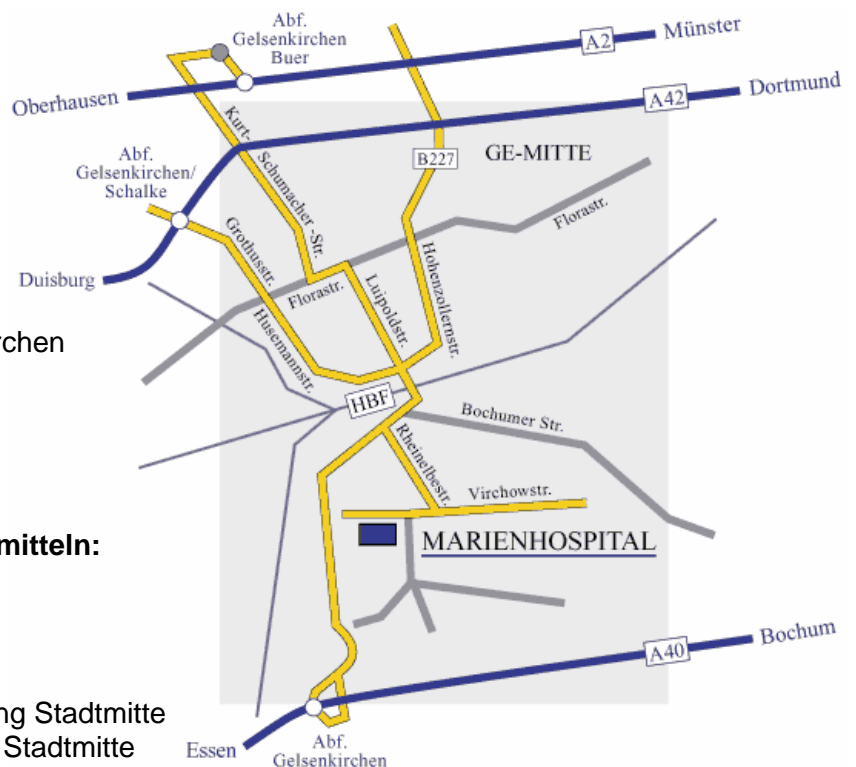 Abf.
Gelsenkirchen
Buer
A2
Münster
Oberhausen
A42
Dortmund
Kurt-Schumacher-Str.
B227
GE-MITTE
Abf.
Gelsenkirchen/
Schalke
Florastr.
Grothusstr.
Hohenzollernstr.
Duisburg
Florastr.
Luipoldstr.
Husemannstr.
rchen
HBF
Bochumer Str.
Rheinelbestr.
Virchowstr.
mitteln:
MARIENHOSPITAL
A40
Bochum
ng Stadtmitte
Stadtmitte
Essen
Abf.
Gelsenkirchen